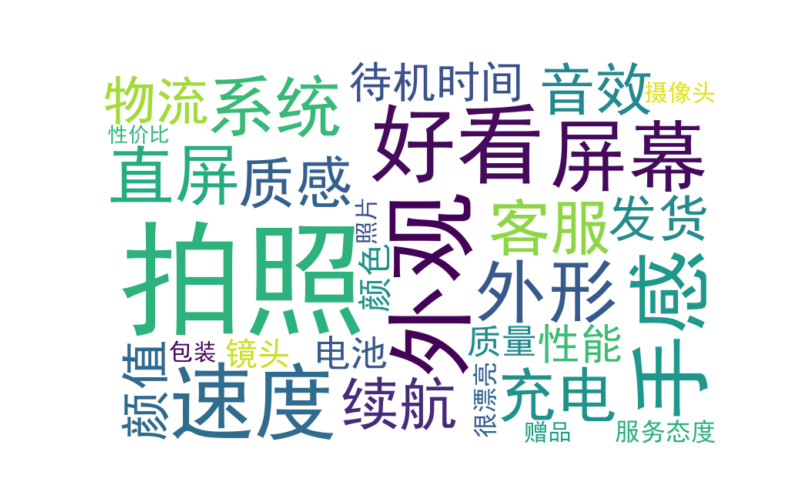 物流
系统
待机时间
音效
摄像头
性价比
好看
屏幕
直屏
质感
照片
外观
客服
发货
拍照
颜色
外形
手感
颜值
包装
镜头
电池
质量
性能
速度
续航
很漂亮
充电
赠品
服务态度